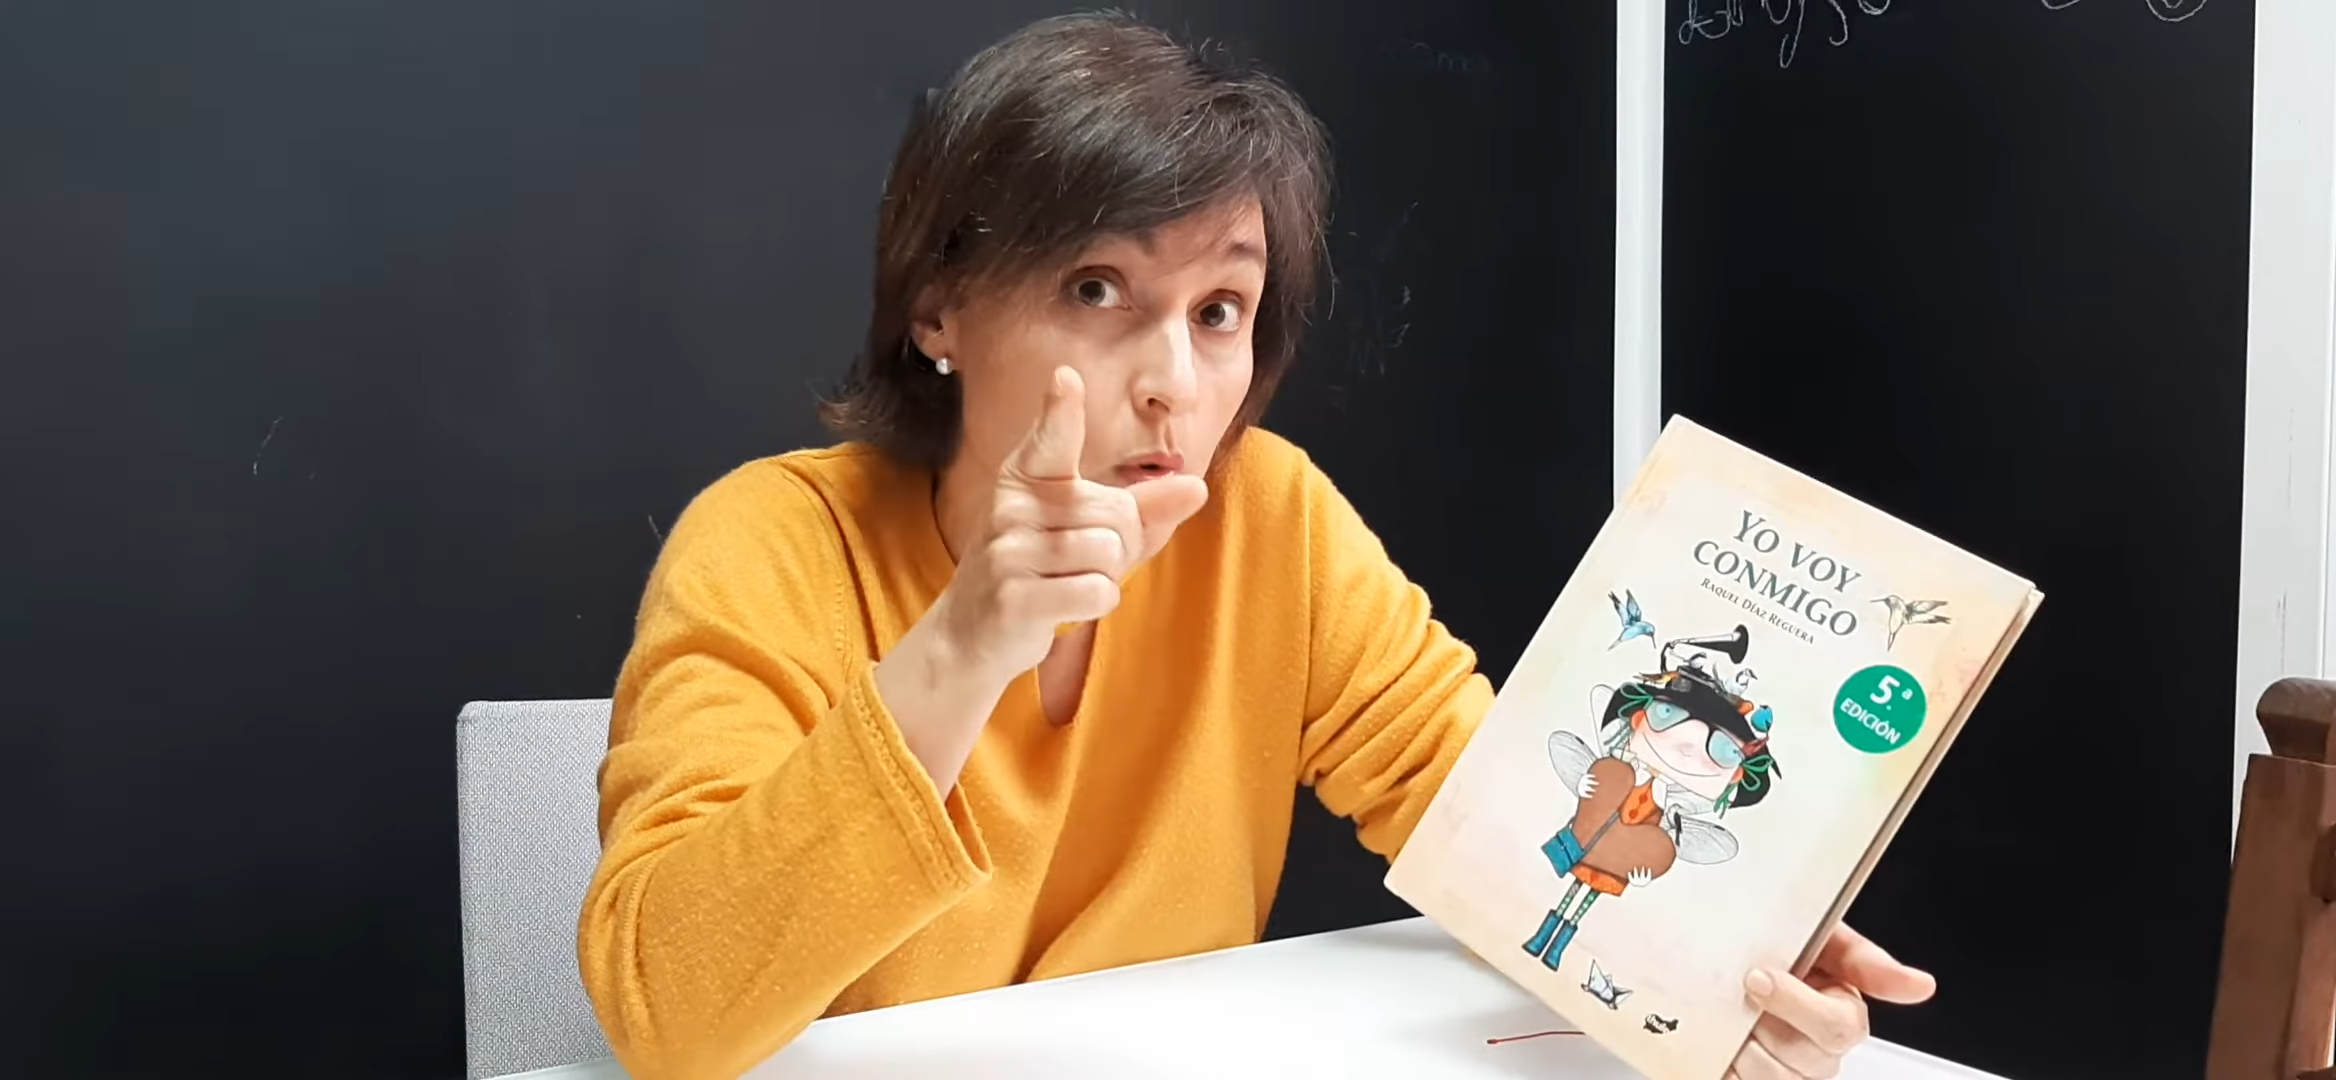 YO VOY
CONMIGO
RAQUEL DÍAZ REGUERA
5.ª
EDICIÓN